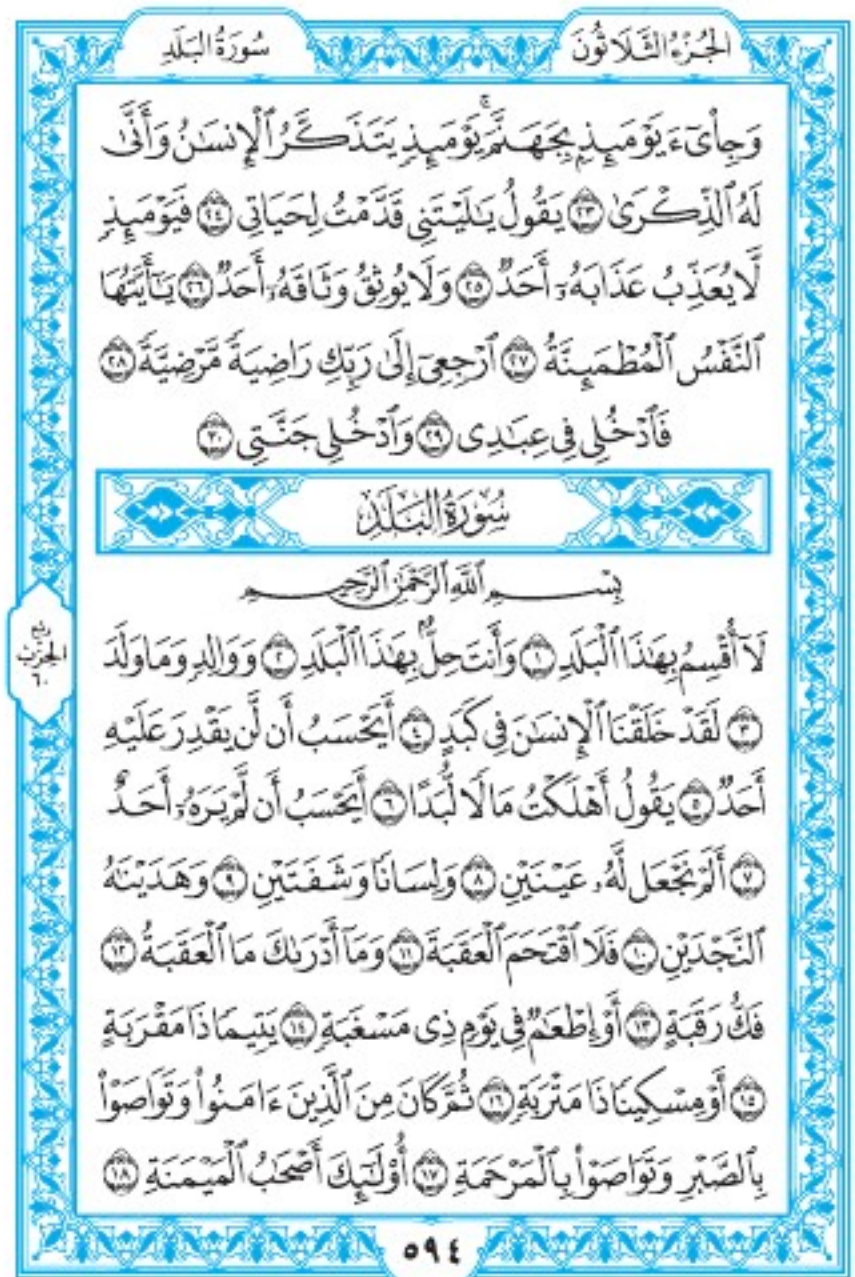 الجُزْءُ الثَّلَاثُونَ
سُورَةُ البَلَدِ
وَجِاْيٓءَ يَوْمَئِذِۭ بِجَهَنَّمَۚ يَوْمَئِذٖ يَتَذَكَّرُ ٱلْإِنسَٰنُ وَأَنَّىٰ
لَهُ ٱلذِّكْرَىٰ ٢٣ يَقُولُ يَٰلَيْتَنِي قَدَّمْتُ لِحَيَاتِي ٢٤ فَيَوْمَئِذٖ
لَّا يُعَذِّبُ عَذَابَهُۥٓ أَحَدٞ ٢٥ وَلَا يُوثِقُ وَثَاقَهُۥٓ أَحَدٞ ٢٦ يَٰٓأَيَّتُهَا
ٱلنَّفْسُ ٱلْمُطْمَئِنَّةُ ٢٧ ٱرْجِعِيٓ إِلَىٰ رَبِّكِ رَاضِيَةٗ مَّرْضِيَّةٗ ٢٨
فَٱدْخُلِي فِي عِبَٰدِي ٢٩ وَٱدْخُلِي جَنَّتِي ٣٠
سُورَةُ البَلَدِ
بِسْمِ ٱللَّهِ ٱلرَّحْمَٰنِ ٱلرَّحِيمِ
لَآ أُقْسِمُ بِهَٰذَا ٱلْبَلَدِ ١ وَأَنتَ حِلُّۢ بِهَٰذَا ٱلْبَلَدِ ٢ وَوَالِدٖ وَمَا وَلَدَ
٣ لَقَدْ خَلَقْنَا ٱلْإِنسَٰنَ فِي كَبَدٍ ٤ أَيَحْسَبُ أَن لَّن يَقْدِرَ عَلَيْهِ
أَحَدٞ ٥ يَقُولُ أَهْلَكْتُ مَالٗا لُّبَدًا ٦ أَيَحْسَبُ أَن لَّمْ يَرَهُۥٓ أَحَدٌ
٧ أَلَمْ نَجْعَل لَّهُۥ عَيْنَيْنِ ٨ وَلِسَانٗا وَشَفَتَيْنِ ٩ وَهَدَيْنَٰهُ
ٱلنَّجْدَيْنِ ١٠ فَلَا ٱقْتَحَمَ ٱلْعَقَبَةَ ١١ وَمَآ أَدْرَىٰكَ مَا ٱلْعَقَبَةُ ١٢
فَكُّ رَقَبَةٍ ١٣ أَوْ إِطْعَٰمٞ فِي يَوْمٖ ذِي مَسْغَبَةٖ ١٤ يَتِيمٗا ذَا مَقْرَبَةٍ
١٥ أَوْ مِسْكِينٗا ذَا مَتْرَبَةٖ ١٦ ثُمَّ كَانَ مِنَ ٱلَّذِينَ ءَامَنُوا۟ وَتَوَاصَوْا۟
بِٱلصَّبْرِ وَتَوَاصَوْا۟ بِٱلْمَرْحَمَةِ ١٧ أُو۟لَٰٓئِكَ أَصْحَٰبُ ٱلْمَيْمَنَةِ ١٨
ربع
الحزب
٦٠
٥٩٤